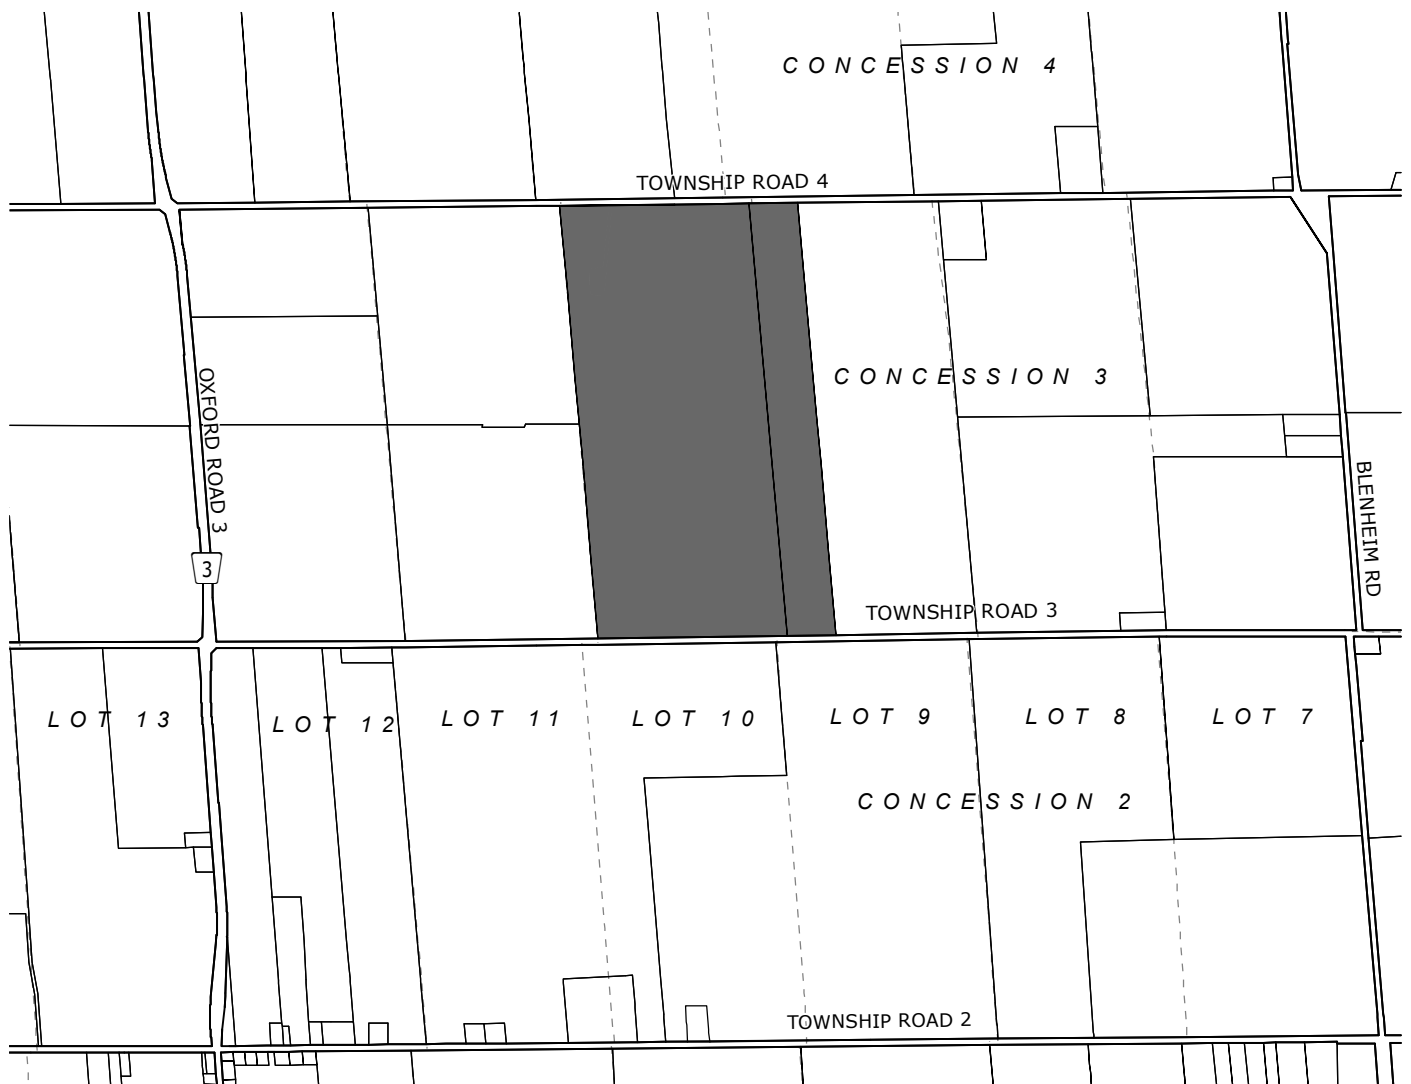 CONCESSION 4
TOWNSHIP ROAD 4
CONCESSION 3
OXFORD ROAD 3
BLENHEIM RD
3
TOWNSHIP ROAD 3
LOT 13
LOT 12
LOT 11
LOT 10
LOT 9
LOT 8
LOT 7
CONCESSION 2
TOWNSHIP ROAD 2